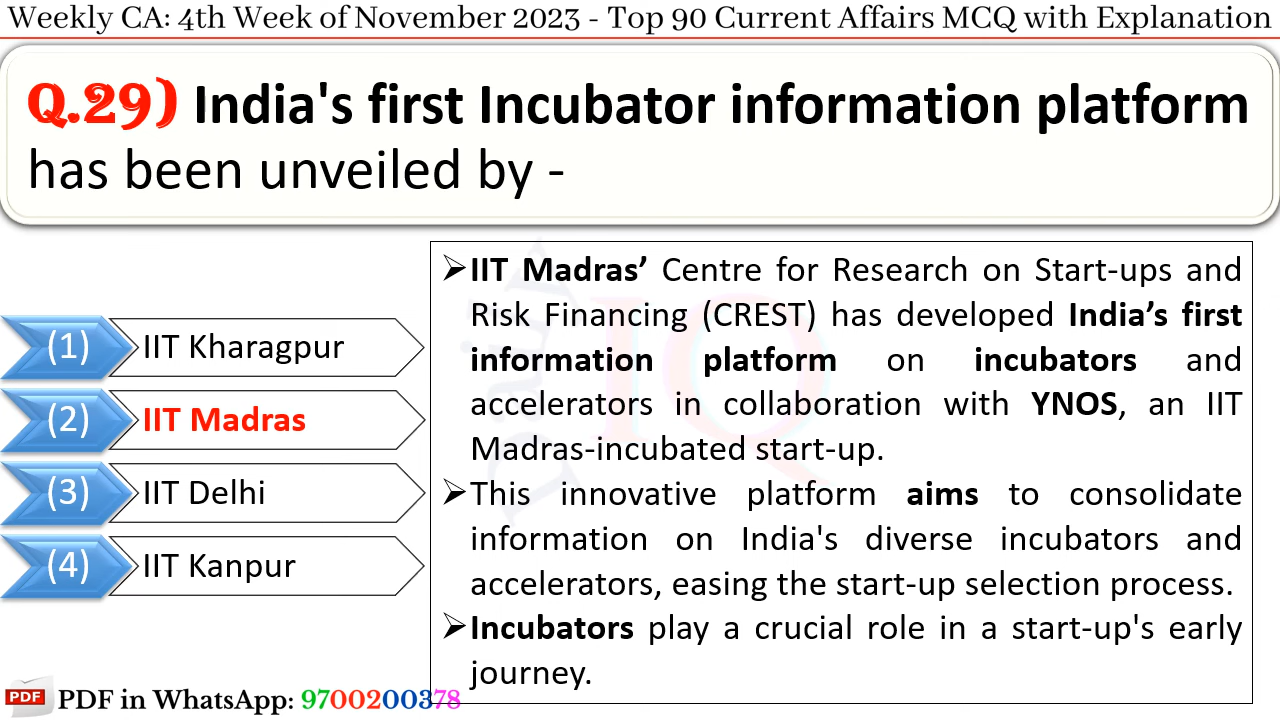 Weekly CA: 4th Week of November 2023 - Top 90 Current Affairs MCQ with Explanation
Q.29) India's first Incubator information platform
has been unveiled by -
(1) IIT Kharagpur
(2) IIT Madras
(3) IIT Delhi
(4) IIT Kanpur
➢IIT Madras’ Centre for Research on Start-ups and
Risk Financing (CREST) has developed India’s first
information platform on incubators and
accelerators in collaboration with YNOS, an IIT
Madras-incubated start-up.
➢This innovative platform aims to consolidate
information on India's diverse incubators and
accelerators, easing the start-up selection process.
➢Incubators play a crucial role in a start-up's early
journey.
Daily
IQ
PDF PDF in WhatsApp: 9700200378